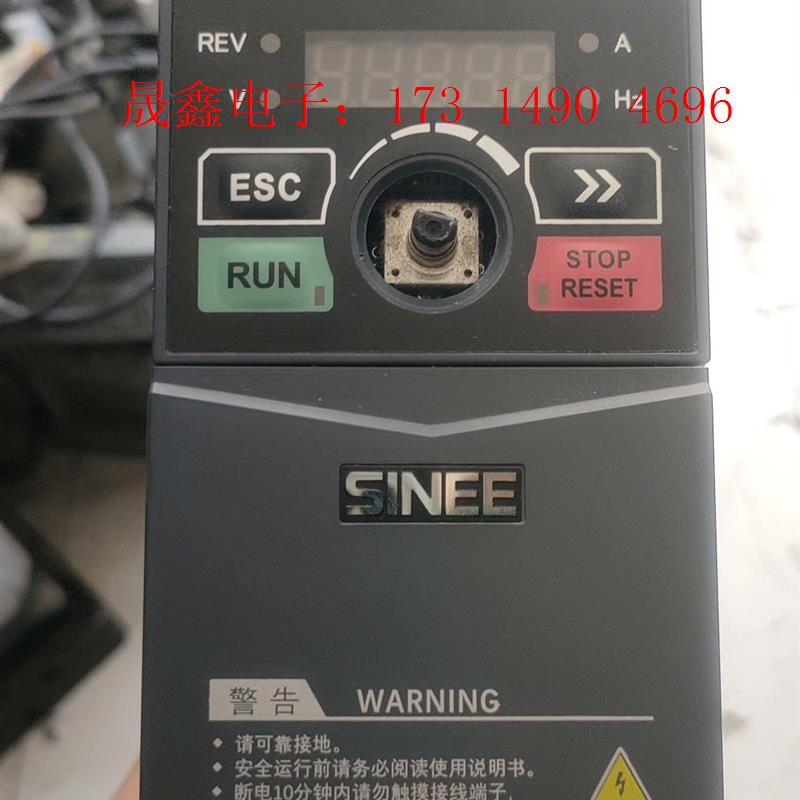 REV
A
晟鑫电子：173 1490 4696
V
Hz
ESC
»
RUN
STOP
RESET
SINEE
警告 WARNING
◆ 请可靠接地。
◆ 安全运行前请务必阅读使用说明书。
◆ 断电10分钟内请勿触摸接线端子，